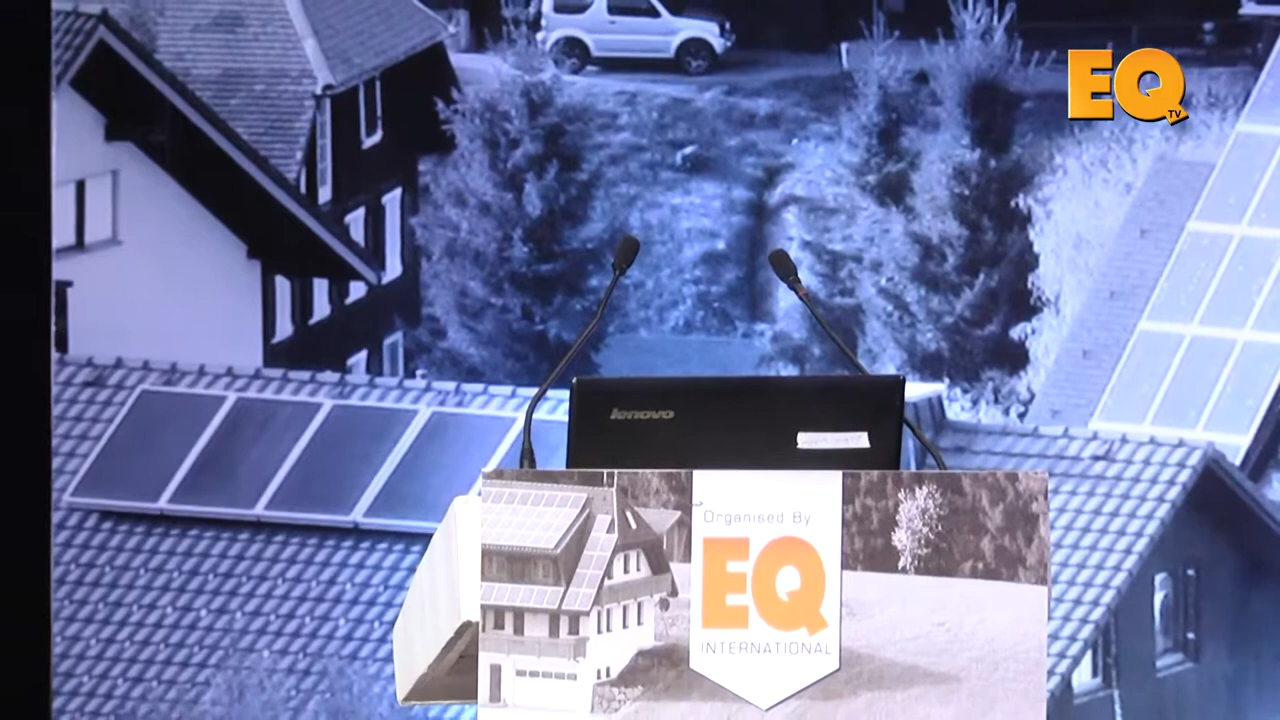 EQ
TV
lenovo
Organised By
EQ
INTERNATIONAL